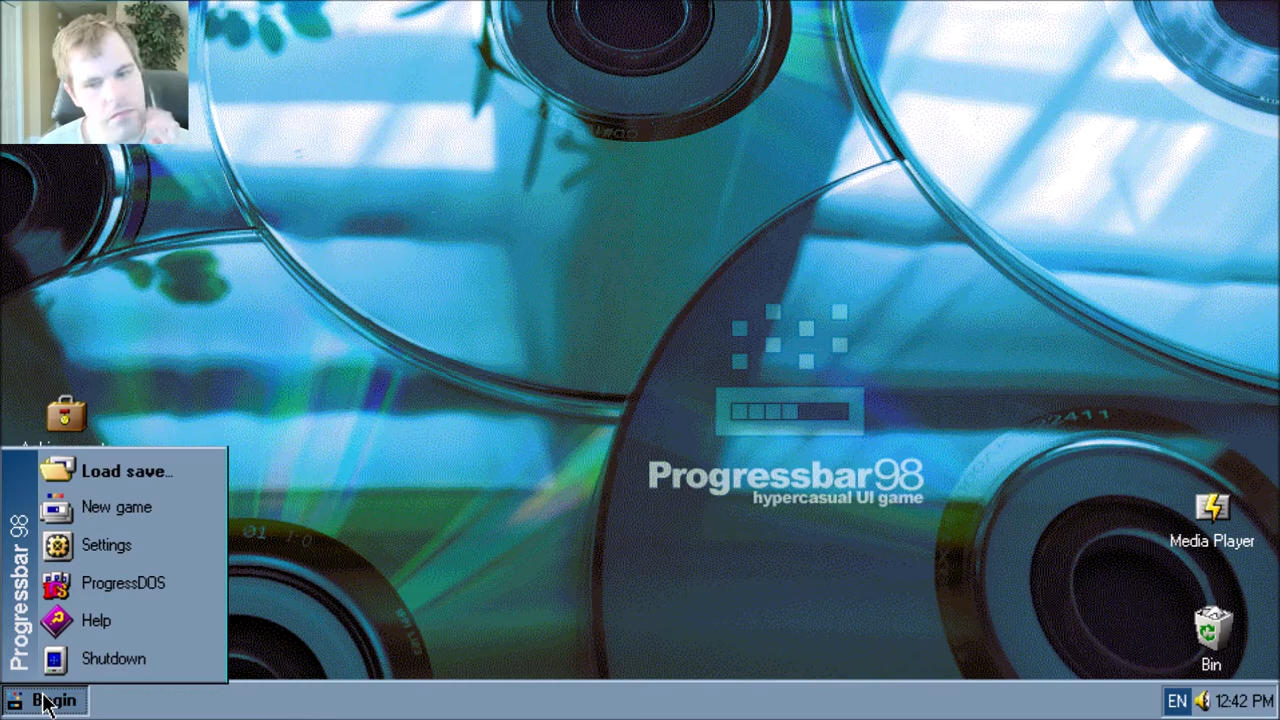 Progressbar98
hypercasual UI game
Load save...
New game
Settings
ProgressDOS
Help
Shutdown
Progressbar 98
Media Player
Bin
Begin
EN
12:42 PM